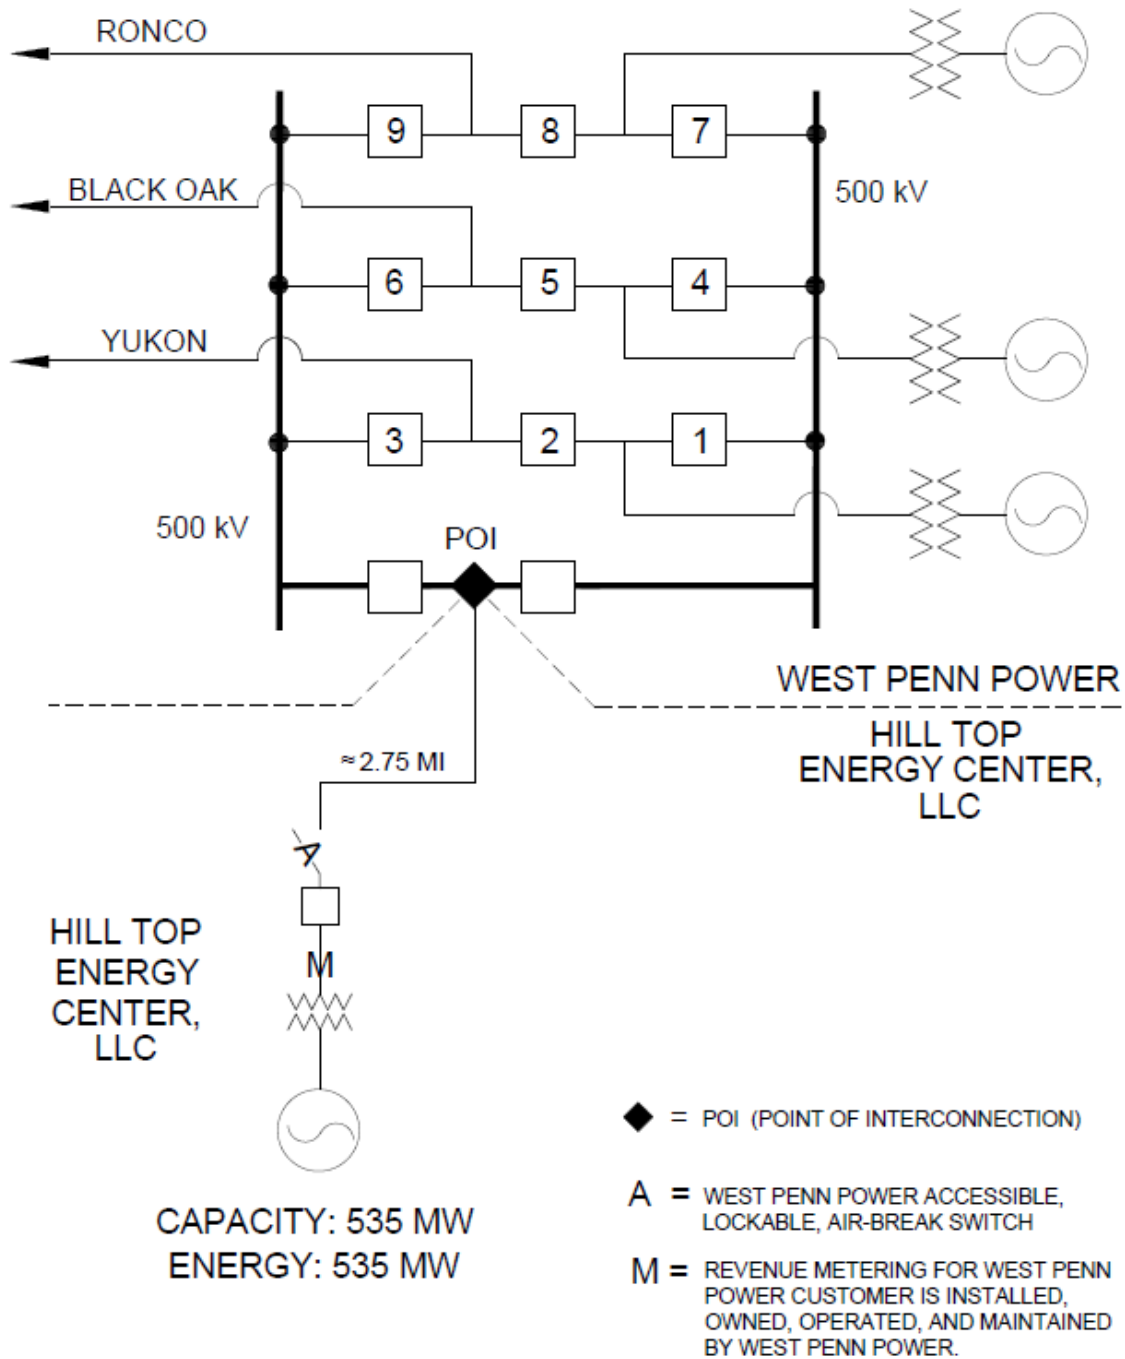 RONCO
9
8
7
BLACK OAK
500 kV
6
5
4
YUKON
3
2
1
500 kV
POI
WEST PENN POWER
HILL TOP
ENERGY CENTER,
LLC
≈2.75 MI
A
HILL TOP
ENERGY
CENTER,
LLC
M
CAPACITY: 535 MW
ENERGY: 535 MW
= POI (POINT OF INTERCONNECTION)
A = WEST PENN POWER ACCESSIBLE,
LOCKABLE, AIR-BREAK SWITCH
M = REVENUE METERING FOR WEST PENN
POWER CUSTOMER IS INSTALLED,
OWNED, OPERATED, AND MAINTAINED
BY WEST PENN POWER.